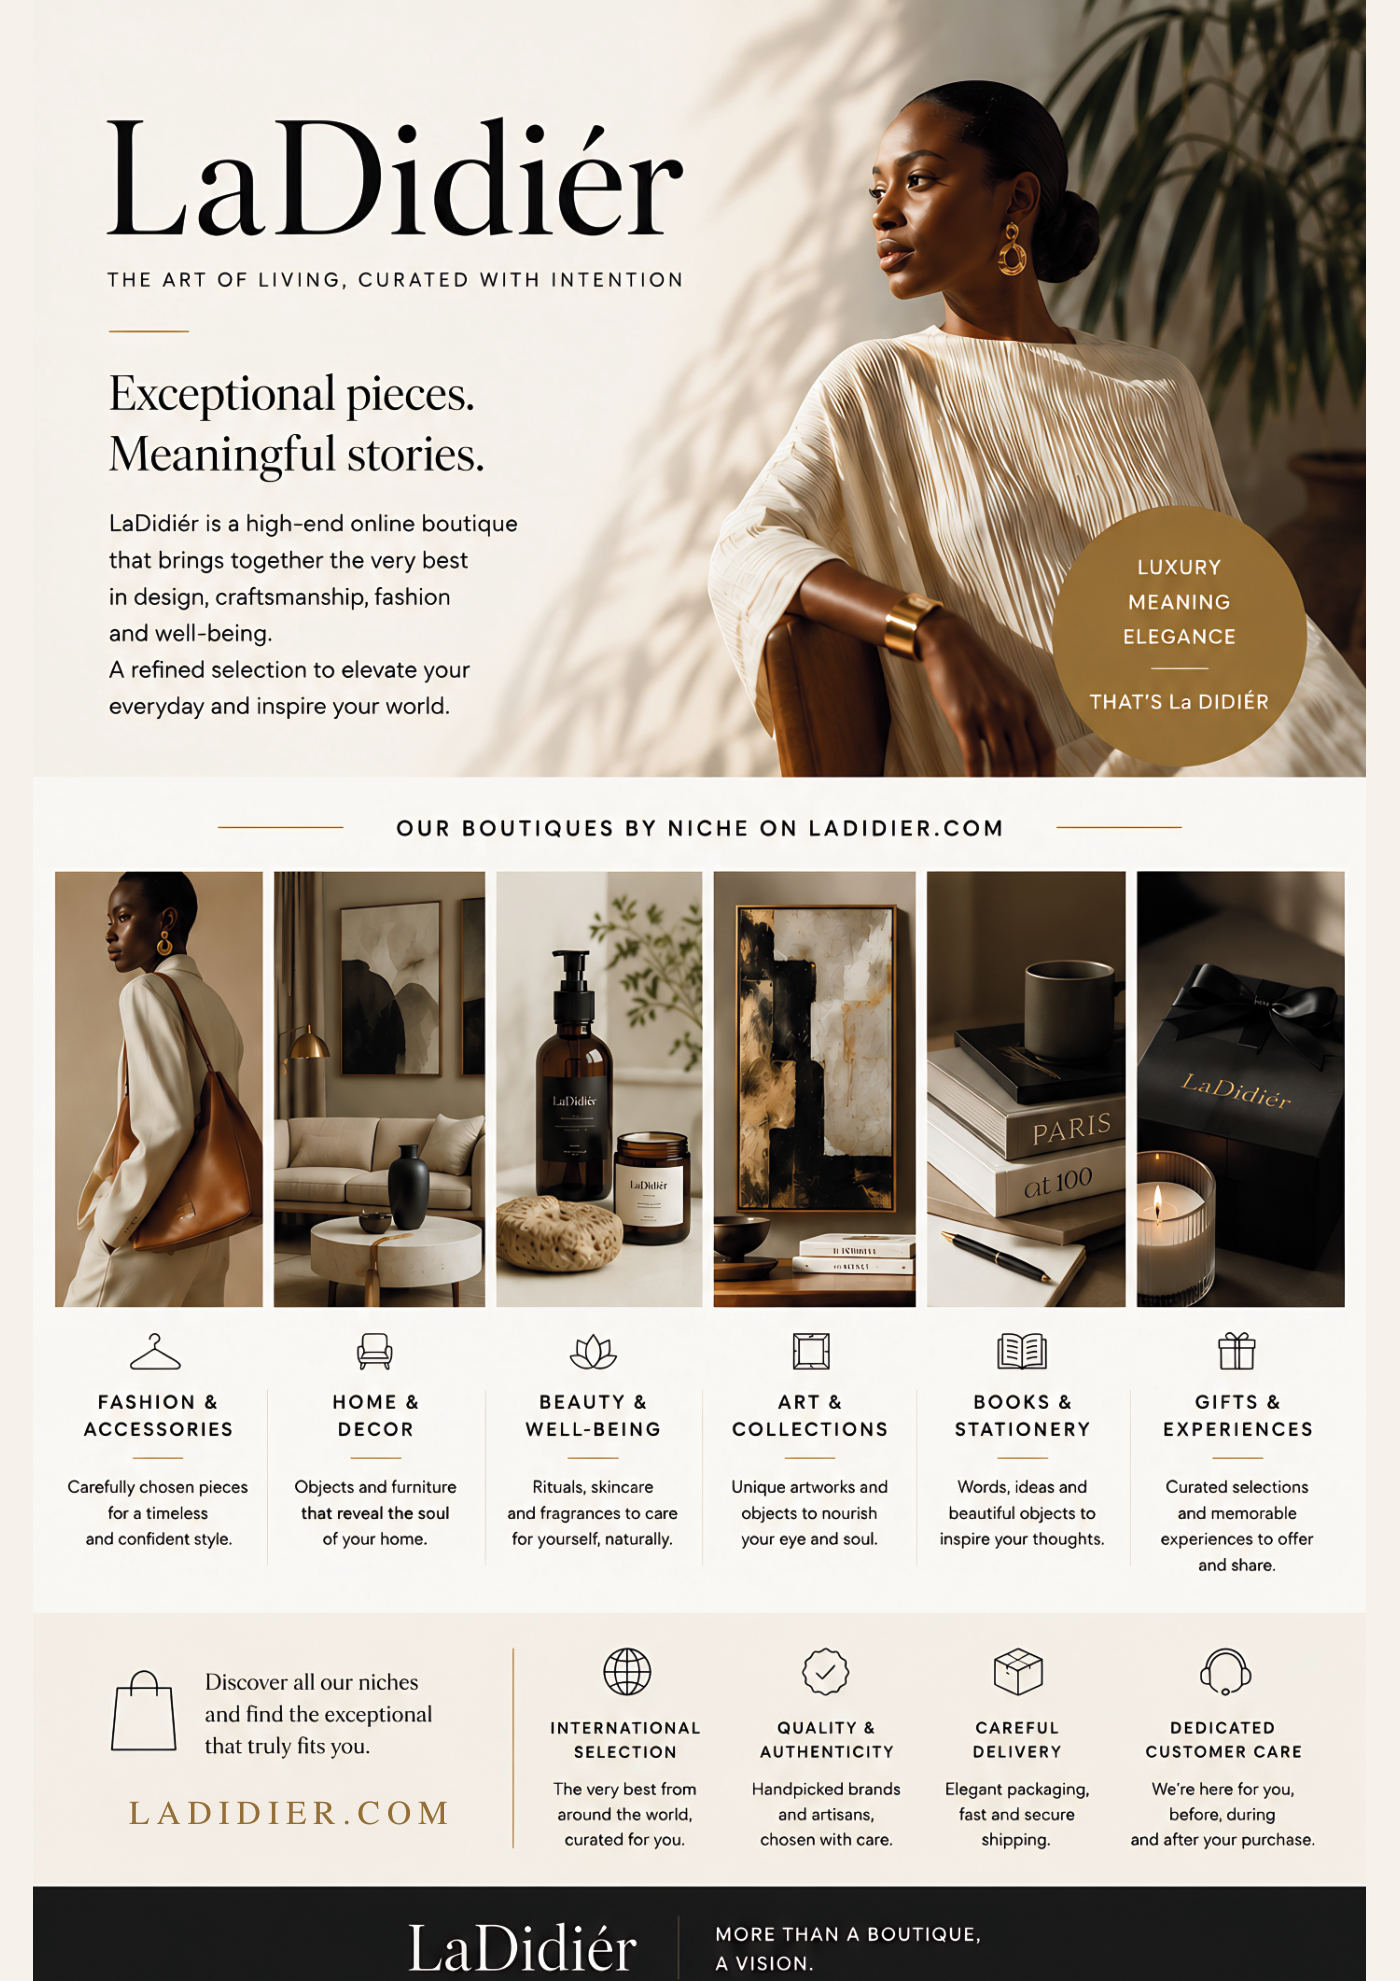 LaDidiér
THE ART OF LIVING, CURATED WITH INTENTION
Exceptional pieces.
Meaningful stories.
LaDidiér is a high-end online boutique
that brings together the very best
in design, craftsmanship, fashion
and well-being.
A refined selection to elevate your
everyday and inspire your world.
LUXURY
MEANING
ELEGANCE
THAT'S La DIDIÉR
OUR BOUTIQUES BY NICHE ON LADIDIER.COM
LaDidiér
LaDidiér
PARIS
at 100
LaDidiér
FASHION &
ACCESSORIES
Carefully chosen pieces
for a timeless
and confident style.
HOME &
DECOR
Objects and furniture
that reveal the soul
of your home.
BEAUTY &
WELL-BEING
Rituals, skincare
and fragrances to care
for yourself, naturally.
ART &
COLLECTIONS
Unique artworks and
objects to nourish
your eye and soul.
BOOKS &
STATIONERY
Words, ideas and
beautiful objects to
inspire your thoughts.
GIFTS &
EXPERIENCES
Curated selections
and memorable
experiences to offer
and share.
Discover all our niches
and find the exceptional
that truly fits you.
LADIDIER.COM
INTERNATIONAL
SELECTION
The very best from
around the world,
curated for you.
QUALITY &
AUTHENTICITY
Handpicked brands
and artisans,
chosen with care.
CAREFUL
DELIVERY
Elegant packaging,
fast and secure
shipping.
DEDICATED
CUSTOMER CARE
We're here for you,
before, during
and after your purchase.
LaDidiér
MORE THAN A BOUTIQUE,
A VISION.